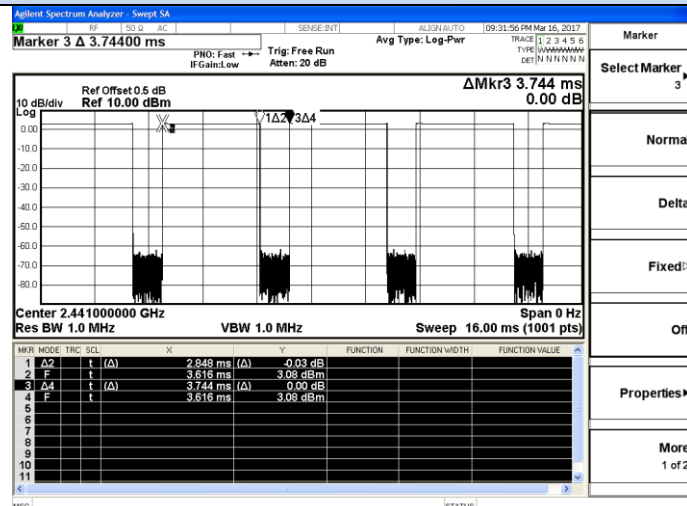 Agilent Spectrum Analyzer - Swept SA
RF 50 Ω AC SENSE:INT ALIGN AUTO 09:31:56 PM Mar 16, 2017
Marker 3 Δ 3.74400 ms
PNO: Fast
IFGain:Low
Trig: Free Run
Atten: 20 dB
Avg Type: Log-Pwr
TRACE 1 2 3 4 5 6
TYPE
DET N N N N N N
Ref Offset 0.5 dB
10 dB/div Ref 10.00 dBm
ΔMkr3 3.744 ms
0.00 dB
Log
1Δ2 3Δ4
0.00
-10.0
-20.0
-30.0
-40.0
-50.0
-60.0
-70.0
-80.0
Center 2.441000000 GHz Span 0 Hz
Res BW 1.0 MHz VBW 1.0 MHz Sweep 16.00 ms (1001 pts)
MKR MODE TRC SCL X Y FUNCTION FUNCTION WIDTH FUNCTION VALUE
1 Δ2 t (Δ) 2.848 ms (Δ) -0.03 dB
2 F t 3.616 ms 3.08 dBm
3 Δ4 t (Δ) 3.744 ms (Δ) 0.00 dB
4 F t 3.616 ms 3.08 dBm
5
6
7
8
9
10
11
MSG STATUS
Marker
Select Marker
3
Norma
Delta
Fixed
Off
Properties
More
1 of 2